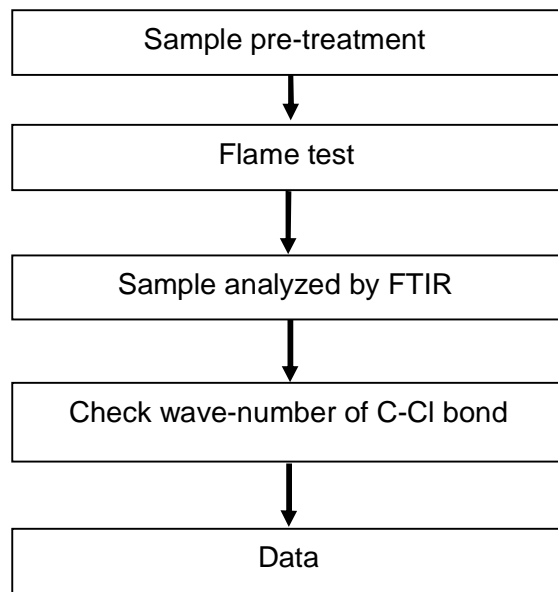 Sample pre-treatment
Flame test
Sample analyzed by FTIR
Check wave-number of C-Cl bond
Data